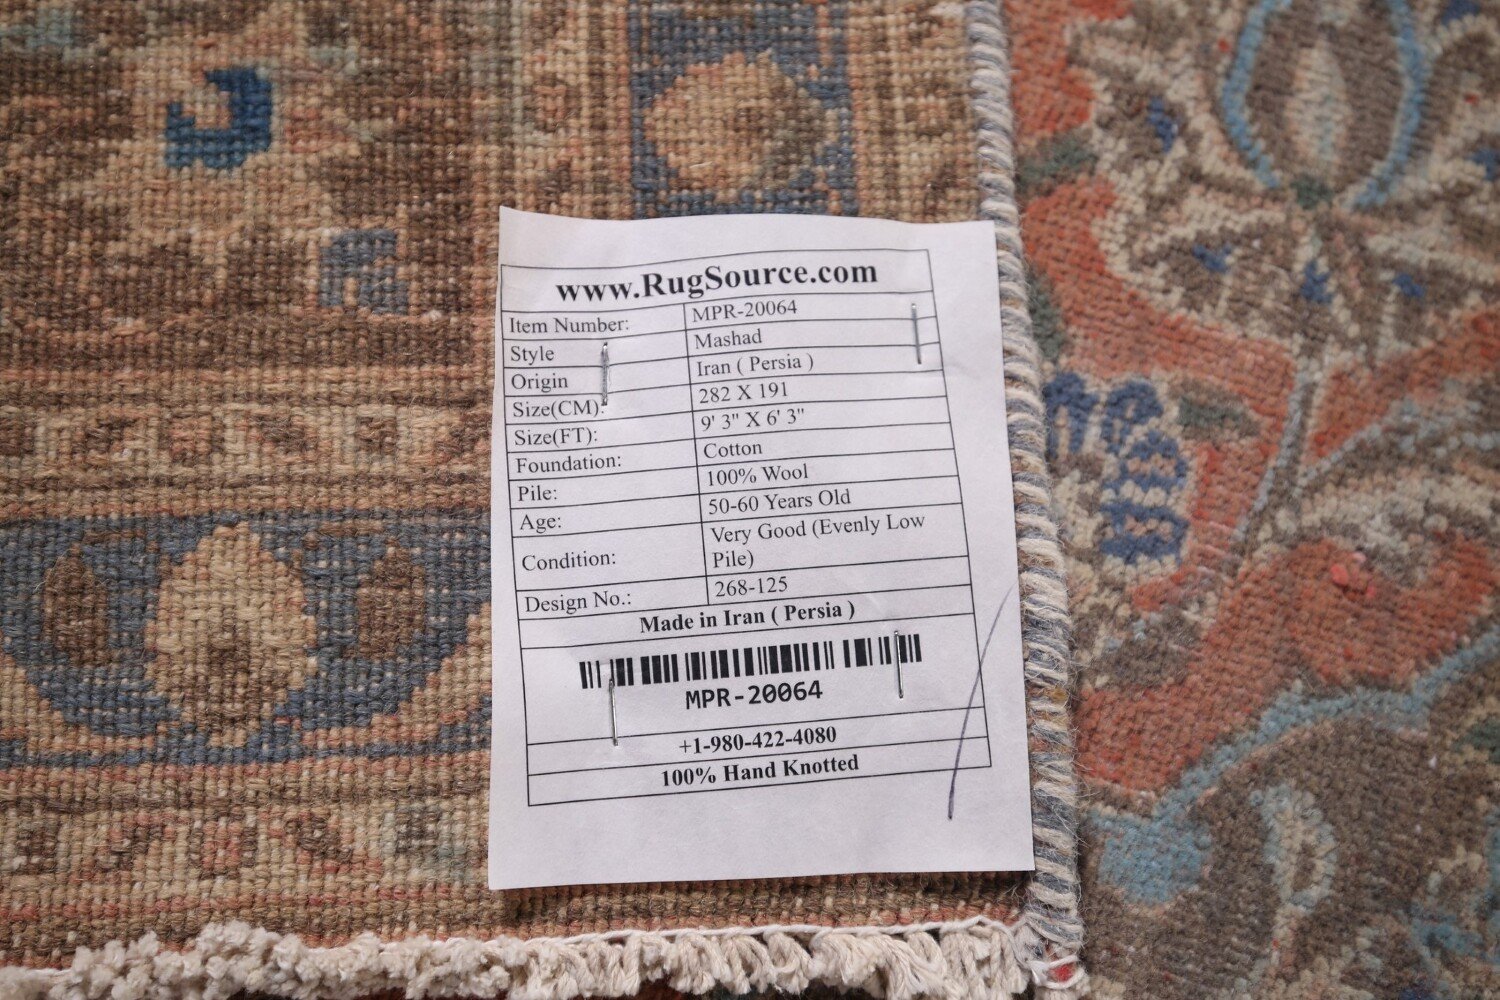 www.RugSource.com
Item Number: MPR-20064
Style Mashad
Origin Iran ( Persia )
Size(CM): 282 X 191
Size(FT): 9' 3" X 6' 3"
Foundation: Cotton
Pile: 100% Wool
Age: 50-60 Years Old
Condition: Very Good (Evenly Low
Pile)
Design No.: 268-125
Made in Iran ( Persia )
MPR-20064
+1-980-422-4080
100% Hand Knotted